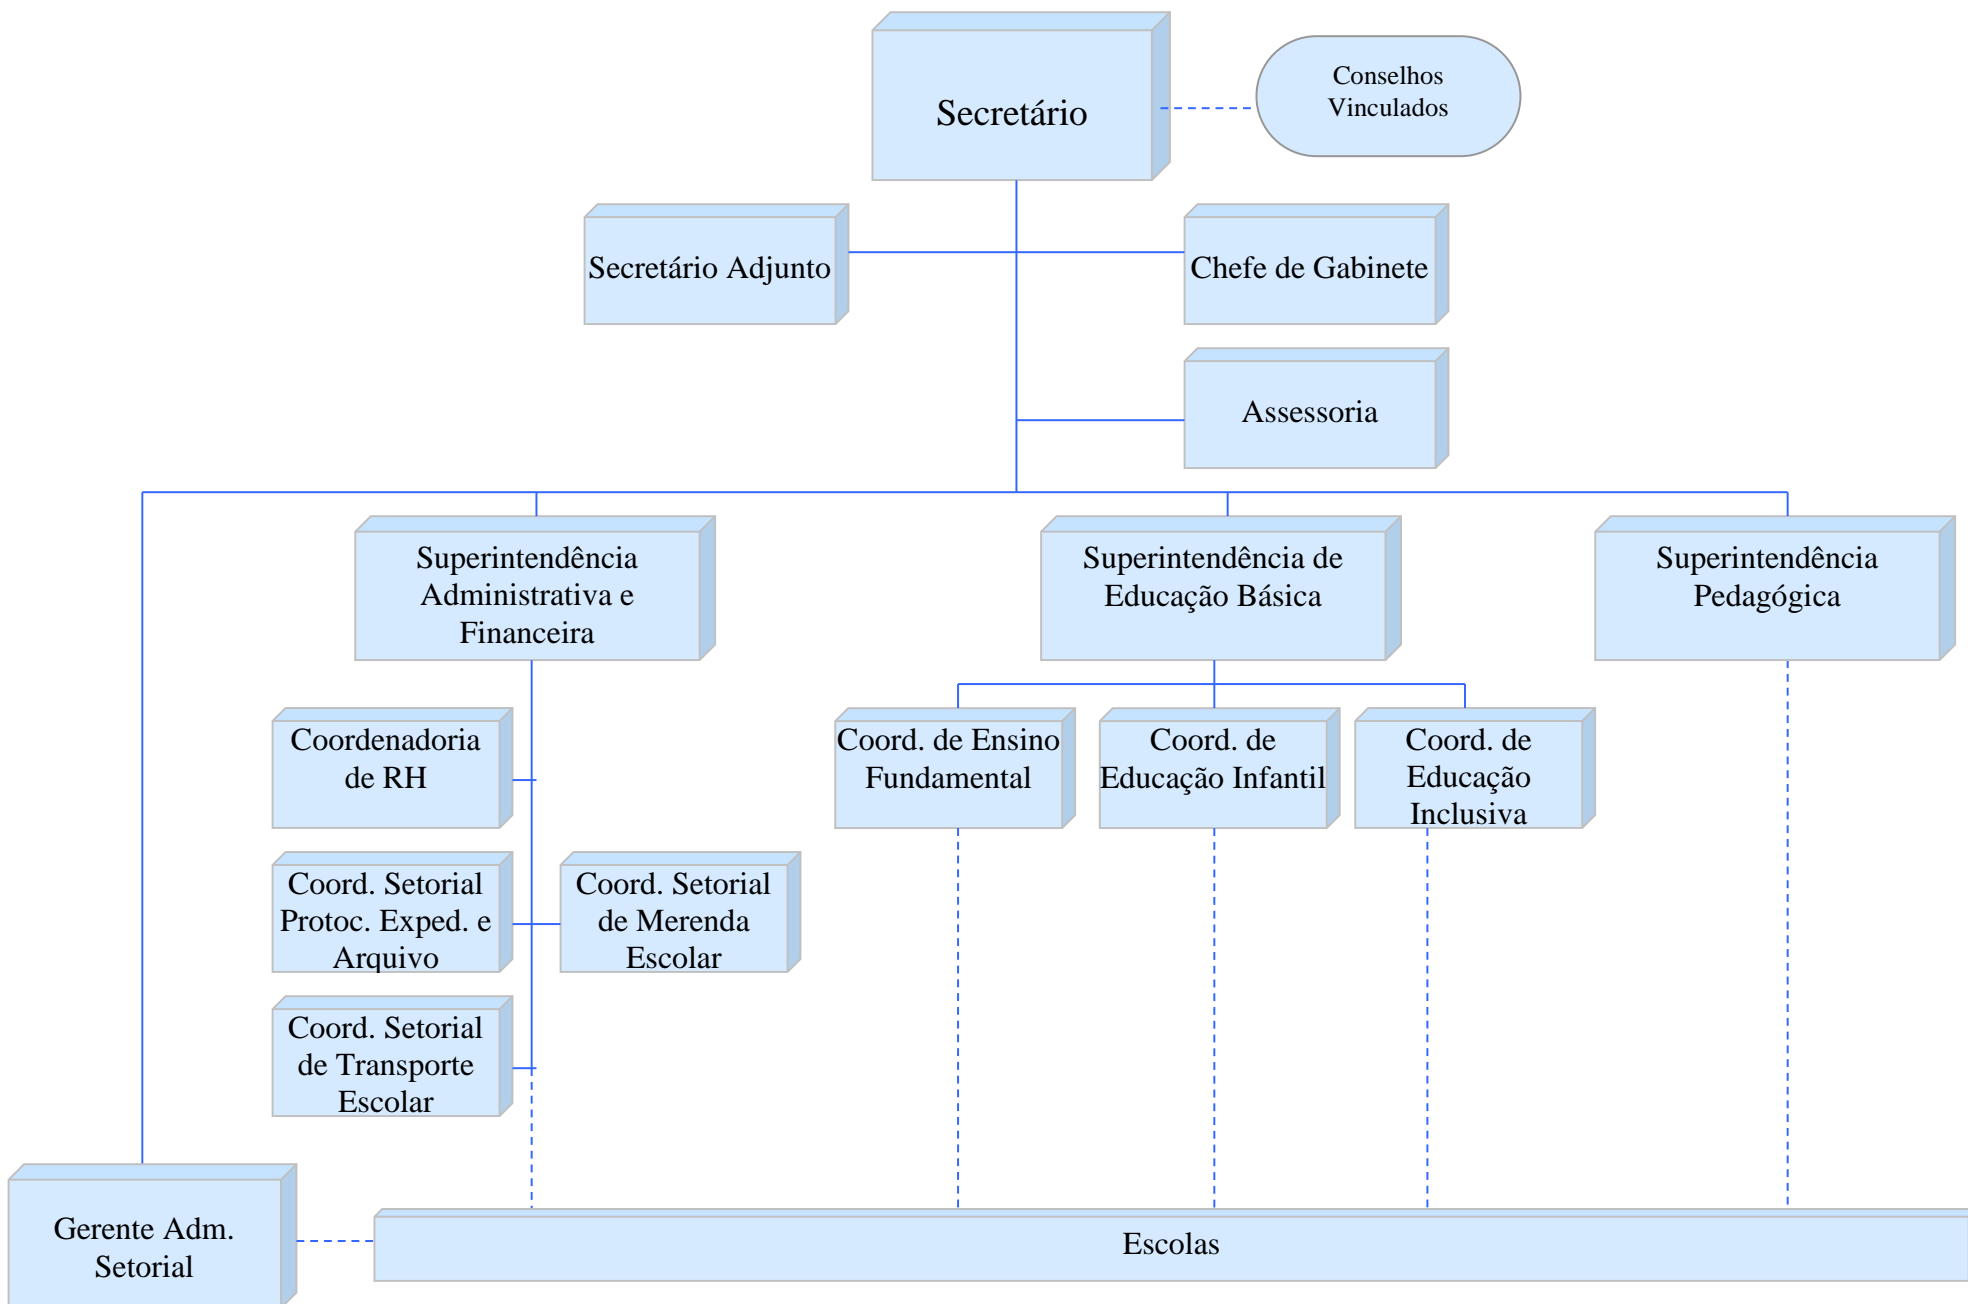 Conselhos
Vinculados
Secretário
Secretário Adjunto
Chefe de Gabinete
Assessoria
Superintendência
Administrativa e
Financeira
Superintendência de
Educação Básica
Superintendência
Pedagógica
Coordenadoria
de RH
Coord. de Ensino
Fundamental
Coord. de
Educação Infantil
Coord. de
Educação
Inclusiva
Coord. Setorial
Protoc. Exped. e
Arquivo
Coord. Setorial
de Merenda
Escolar
Coord. Setorial
de Transporte
Escolar
Gerente Adm.
Setorial
Escolas